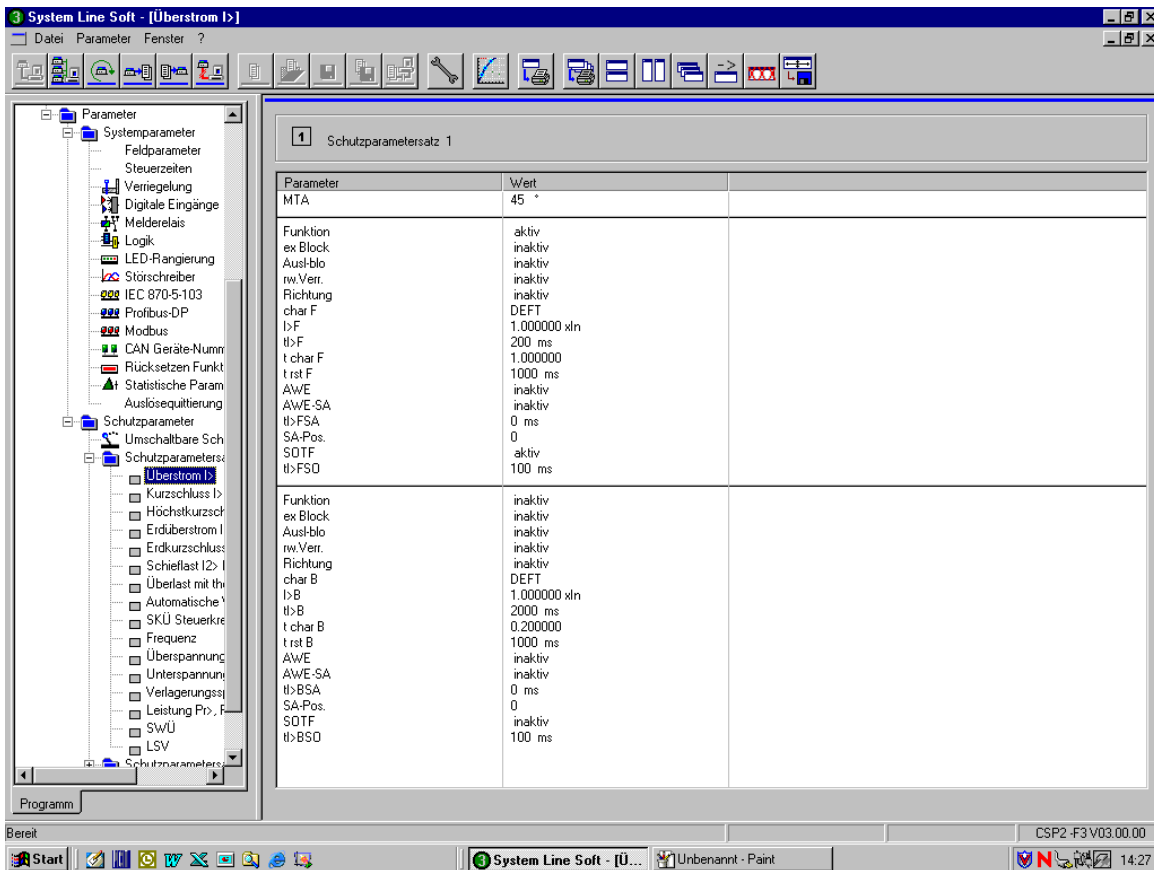 System Line Soft - [Überstrom I>]
Datei Parameter Fenster ?
Parameter
Systemparameter
Feldparameter
Steuerzeiten
Verriegelung
Digitale Eingänge
Melderelais
Logik
LED-Rangierung
Störschreiber
IEC 870-5-103
Profibus-DP
Modbus
CAN Geräte-Numm
Rücksetzen Funkt
Statistische Param
Auslösequittierung
Schutzparameter
Umschaltbare Sch
Schutzparametersa
Überstrom I>
Kurzschluss I>
Höchstkurzsch
Erdüberstrom I
Erdkurzschluss
Schieflast I2> I
Überlast mit the
Automatische
SKÜ Steuerkre
Frequenz
Überspannung
Unterspannung
Verlagerungssp
Leistung Pr>, F
SWÜ
LSV
Schutzparametersa
Programm
1 Schutzparametersatz 1
Parameter Wert
MTA 45 °
Funktion aktiv
ex Block inaktiv
Ausl-blo inaktiv
rw.Verr. inaktiv
Richtung inaktiv
char F DEFT
I>F 1.000000 xIn
tI>F 200 ms
t char F 1.000000
t rst F 1000 ms
AWE inaktiv
AWE-SA inaktiv
tI>FSA 0 ms
SA-Pos. 0
SOTF aktiv
tI>FSO 100 ms
Funktion inaktiv
ex Block inaktiv
Ausl-blo inaktiv
rw.Verr. inaktiv
Richtung inaktiv
char B DEFT
I>B 1.000000 xIn
tI>B 2000 ms
t char B 0.200000
t rst B 1000 ms
AWE inaktiv
AWE-SA inaktiv
tI>BSA 0 ms
SA-Pos. 0
SOTF inaktiv
tI>BSO 100 ms
Bereit CSP2 -F3 V03.00.00
Start System Line Soft - [Ü... Unbenannt - Paint 14:27